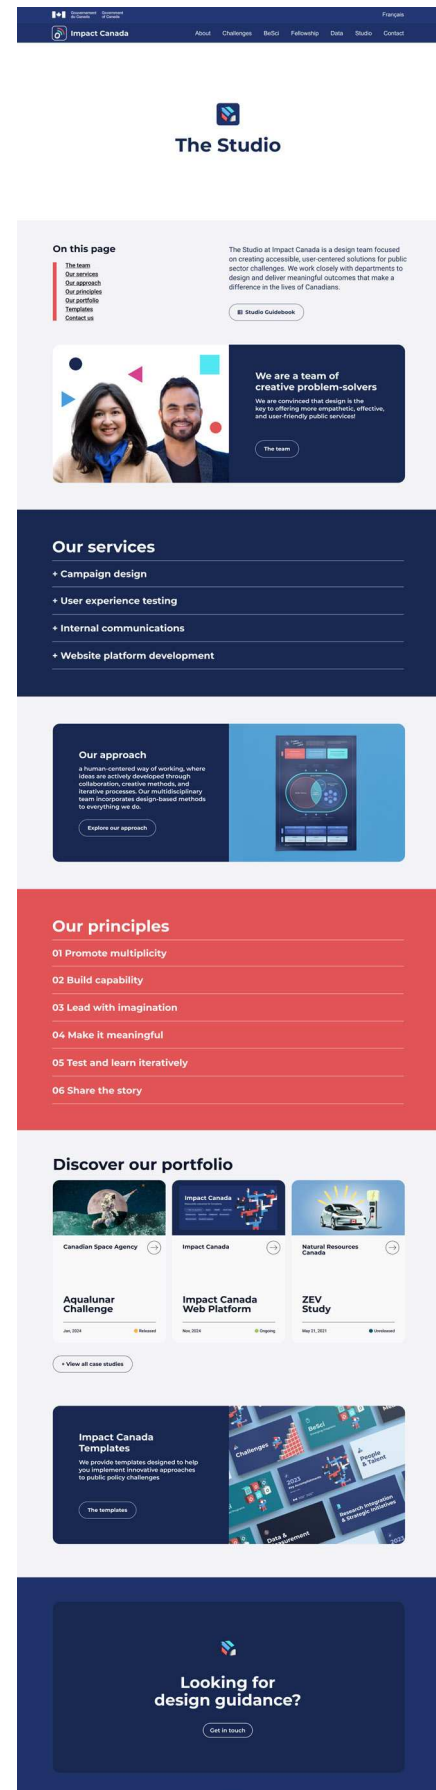 Gouvernement du Canada
Government of Canada
Français
Impact Canada
About
Challenges
BeSci
Fellowship
Data
Studio
Contact
The Studio
On this page
The team
Our services
Our approach
Our principles
Our portfolio
Templates
Contact us
The Studio at Impact Canada is a design team focused
on creating accessible, user-centered solutions for public
sector challenges. We work closely with departments to
design and deliver meaningful outcomes that make a
difference in the lives of Canadians.
Studio Guidebook
We are a team of
creative problem-solvers
We are convinced that design is the
key to offering more empathetic, effective,
and user-friendly public services!
The team
Our services
+ Campaign design
+ User experience testing
+ Internal communications
+ Website platform development
Our approach
a human-centered way of working, where
ideas are actively developed through
collaboration, creative methods, and
iterative processes. Our multidisciplinary
team incorporates design-based methods
to everything we do.
Explore our approach
Our principles
01 Promote multiplicity
02 Build capability
03 Lead with imagination
04 Make it meaningful
05 Test and learn iteratively
06 Share the story
Discover our portfolio
Impact Canada
Canadian Space Agency
Aqualunar
Challenge
Jan, 2024
Released
Impact Canada
Impact Canada
Web Platform
Nov, 2024
Ongoing
Natural Resources
Canada
ZEV
Study
May 21, 2021
Unreleased
+ View all case studies
Impact Canada
Templates
We provide templates designed to help
you implement innovative approaches
to public policy challenges
The templates
Challenges
BeSci
2023
People
& Talent
Research Integration
& Strategic Initiatives
Data &
2023
Looking for
design guidance?
Get in touch